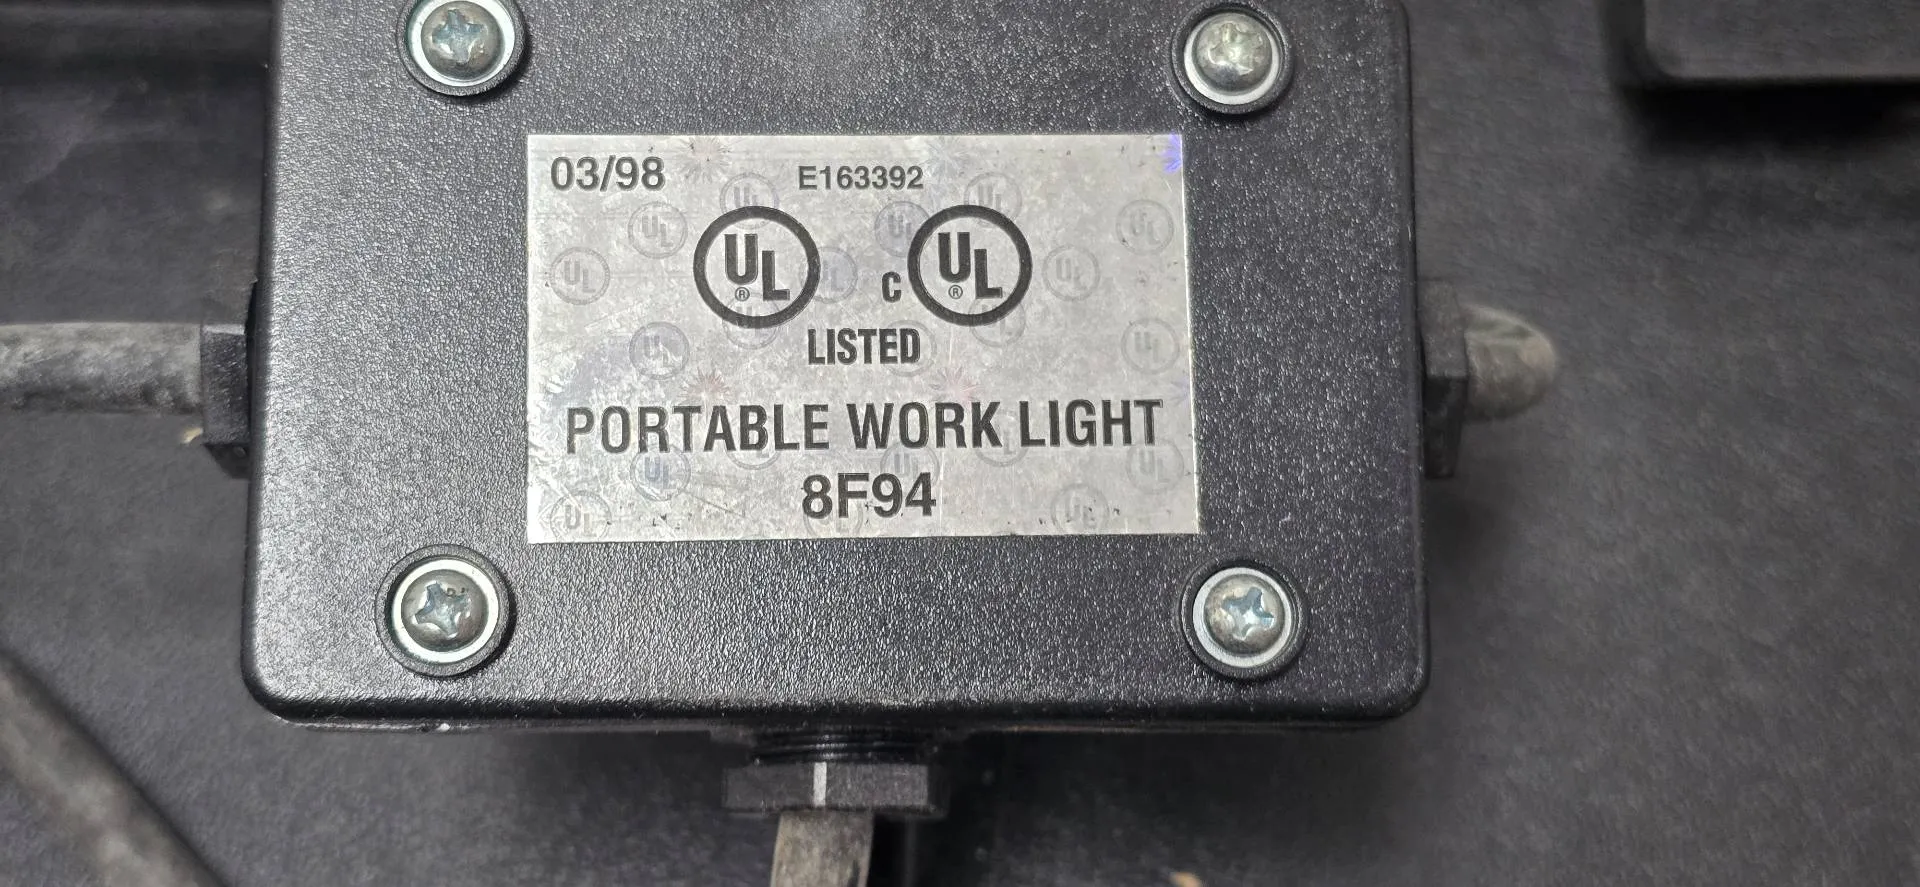 03/98 E163392
UL® C UL®
LISTED
PORTABLE WORK LIGHT
8F94